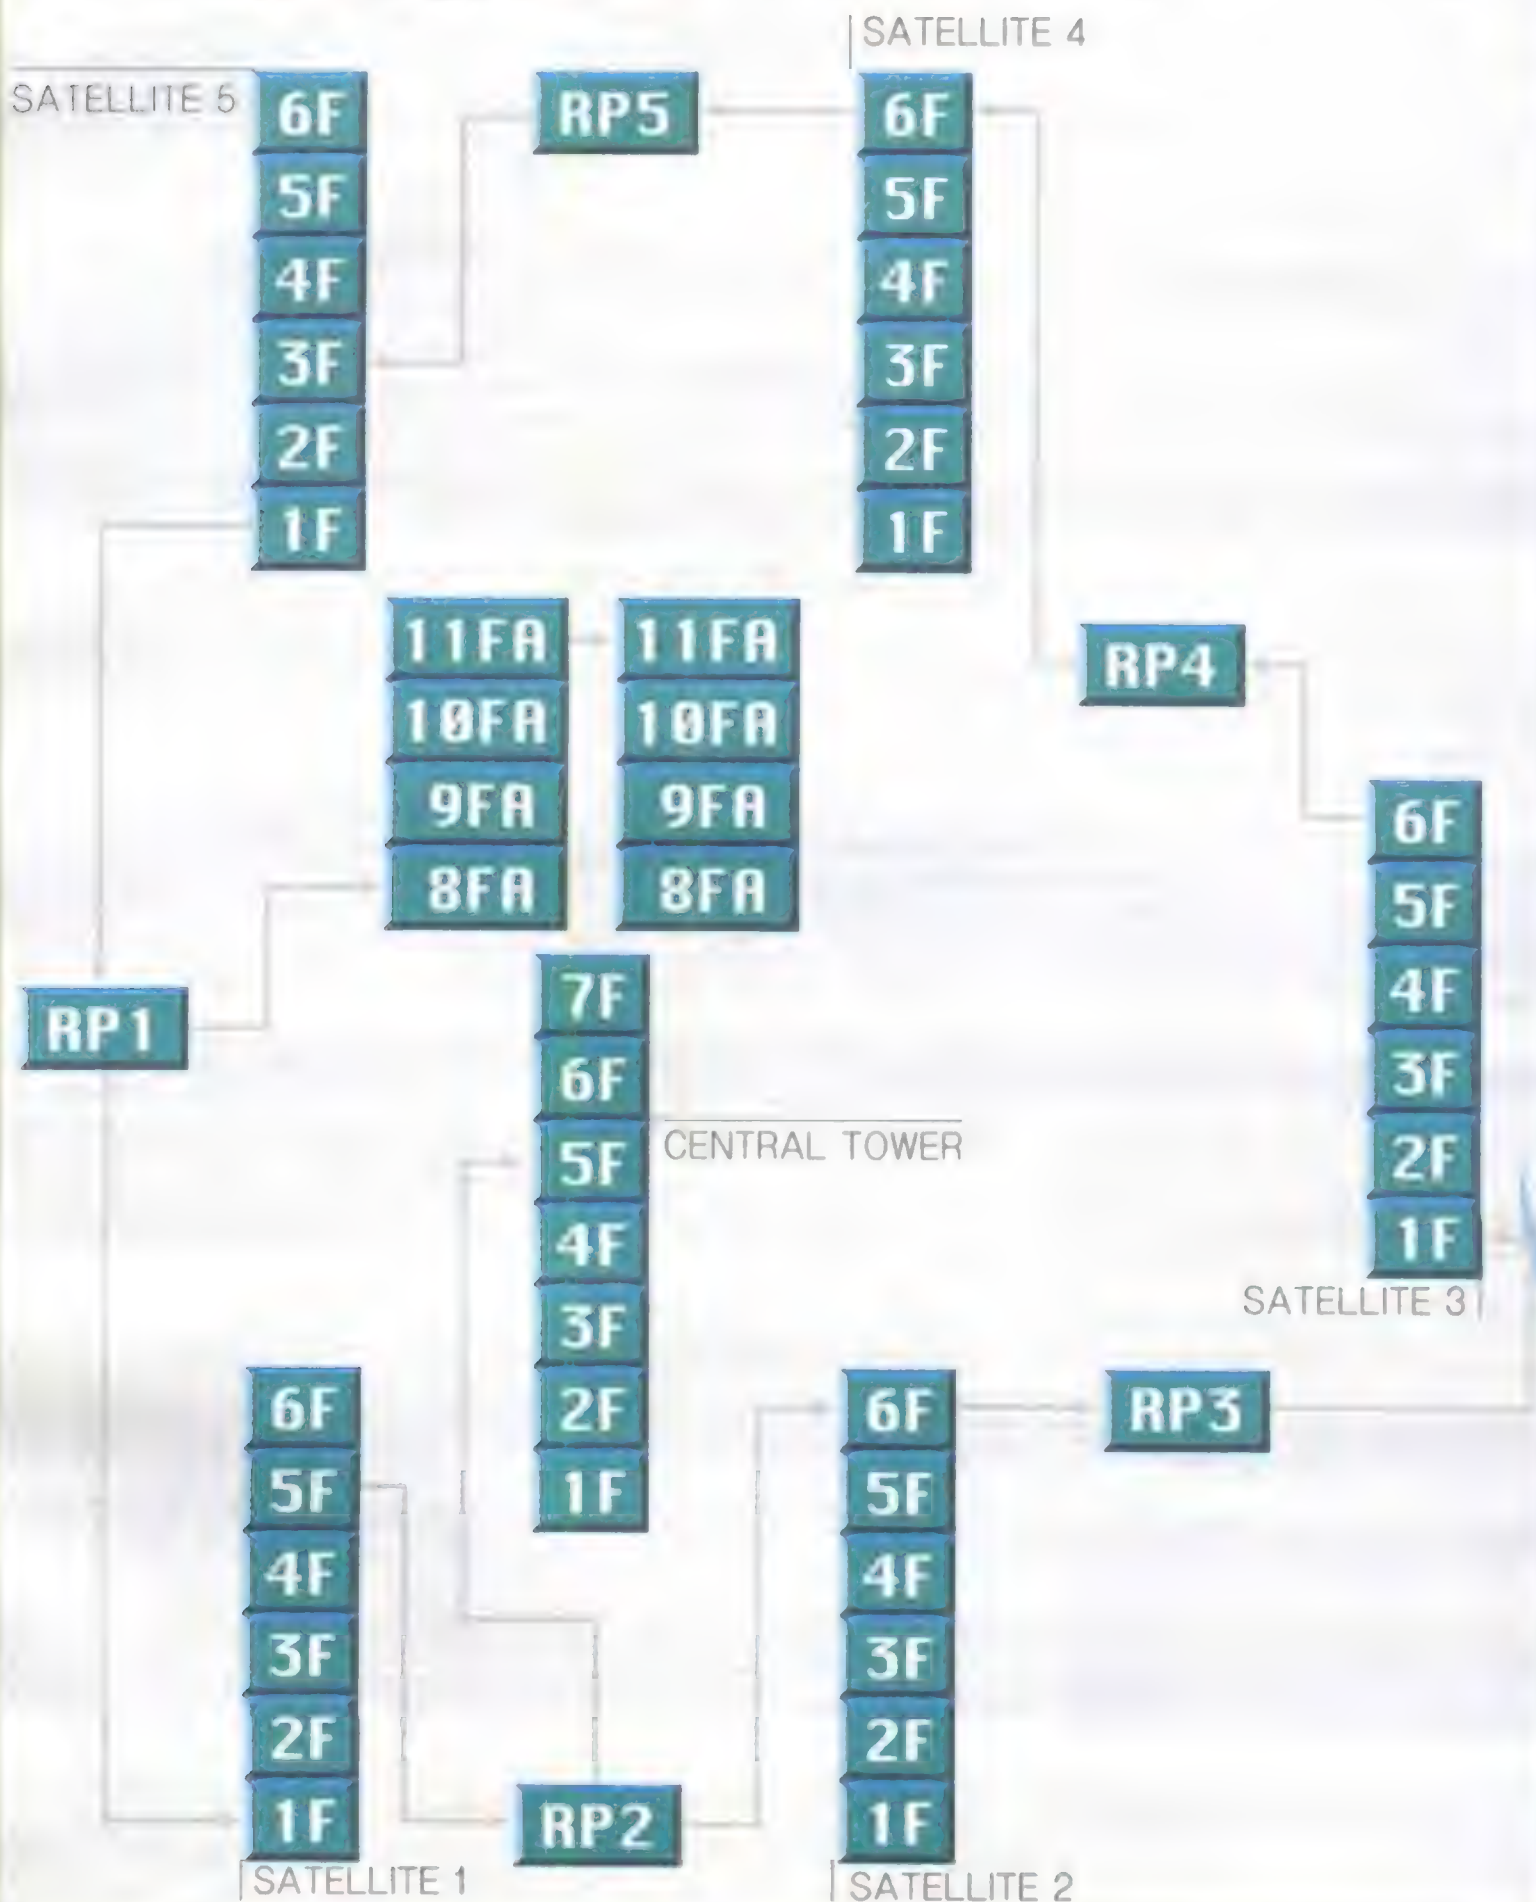 SATELLITE 4
SATELLITE 5
6F
5F
4F
3F
2F
1F
RP5
6F
5F
4F
3F
2F
1F
11FA
10FA
9FA
8FA
11FA
10FA
9FA
8FA
RP4
RP1
7F
6F
5F
4F
3F
2F
1F
CENTRAL TOWER
6F
5F
4F
3F
2F
1F
SATELLITE 3
6F
5F
4F
3F
2F
1F
SATELLITE 1
RP2
6F
5F
4F
3F
2F
1F
SATELLITE 2
RP3